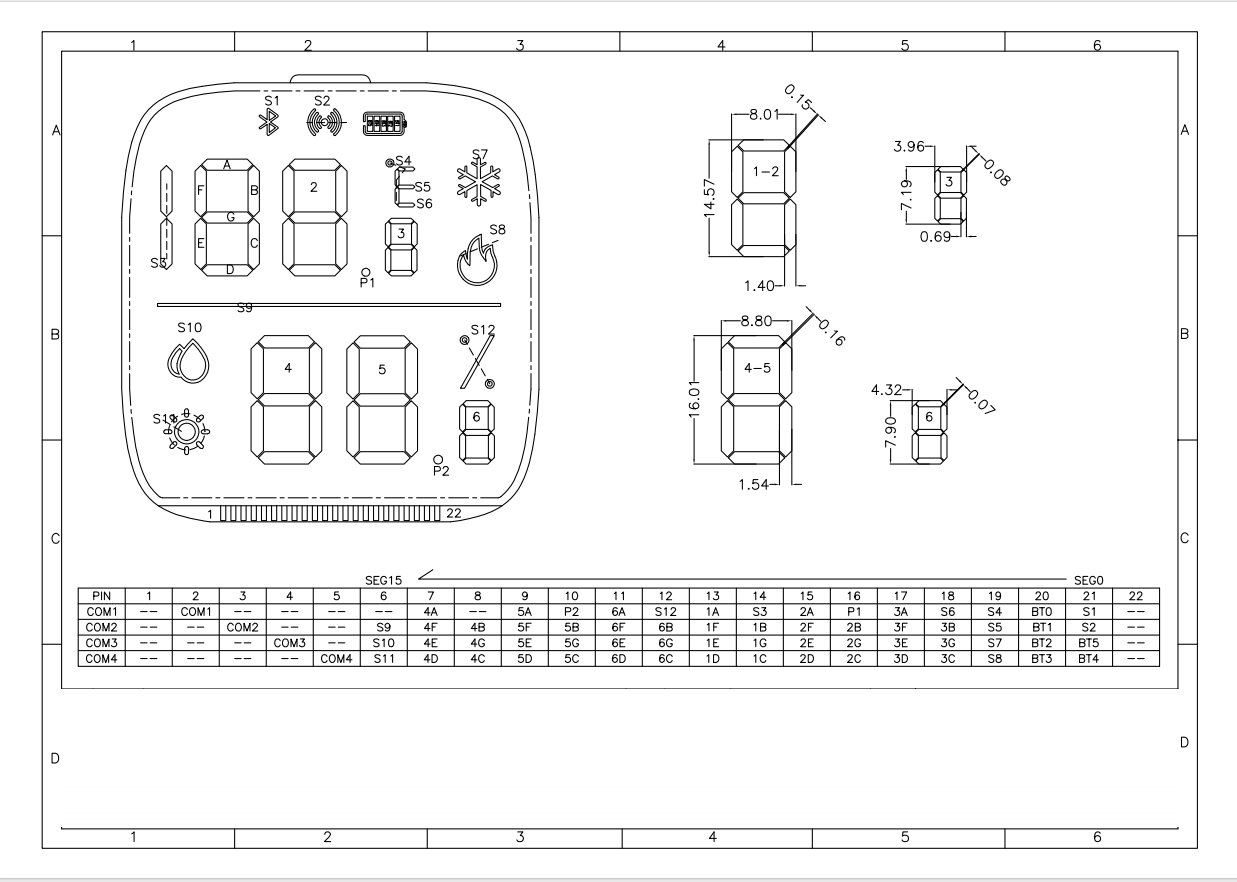 1 2 3 4 5 6
A A
S1 S2
8.01 0.15
3.96 0.08
S4 S7
A
F B 2 S5 1-2 3
G S6
14.57 7.19
E C 3 S8
D
S3 P1
0.69
1.40
S9
B B
S10 S12
8.80 0.16
4 5 4-5
16.01
4.32 0.07
S11 6 6
7.90
P2
1.54
1 22
C C
SEG15 SEG0
PIN 1 2 3 4 5 6 7 8 9 10 11 12 13 14 15 16 17 18 19 20 21 22
COM1 -- COM1 -- -- -- -- 4A -- 5A P2 6A S12 1A S3 2A P1 3A S6 S4 BT0 S1 --
COM2 -- -- COM2 -- -- S9 4F 4B 5F 5B 6F 6B 1F 1B 2F 2B 3F 3B S5 BT1 S2 --
COM3 -- -- -- COM3 -- S10 4E 4G 5E 5G 6E 6G 1E 1G 2E 2G 3E 3G S7 BT2 BT5 --
COM4 -- -- -- -- COM4 S11 4D 4C 5D 5C 6D 6C 1D 1C 2D 2C 3D 3C S8 BT3 BT4 --
D D
1 2 3 4 5 6